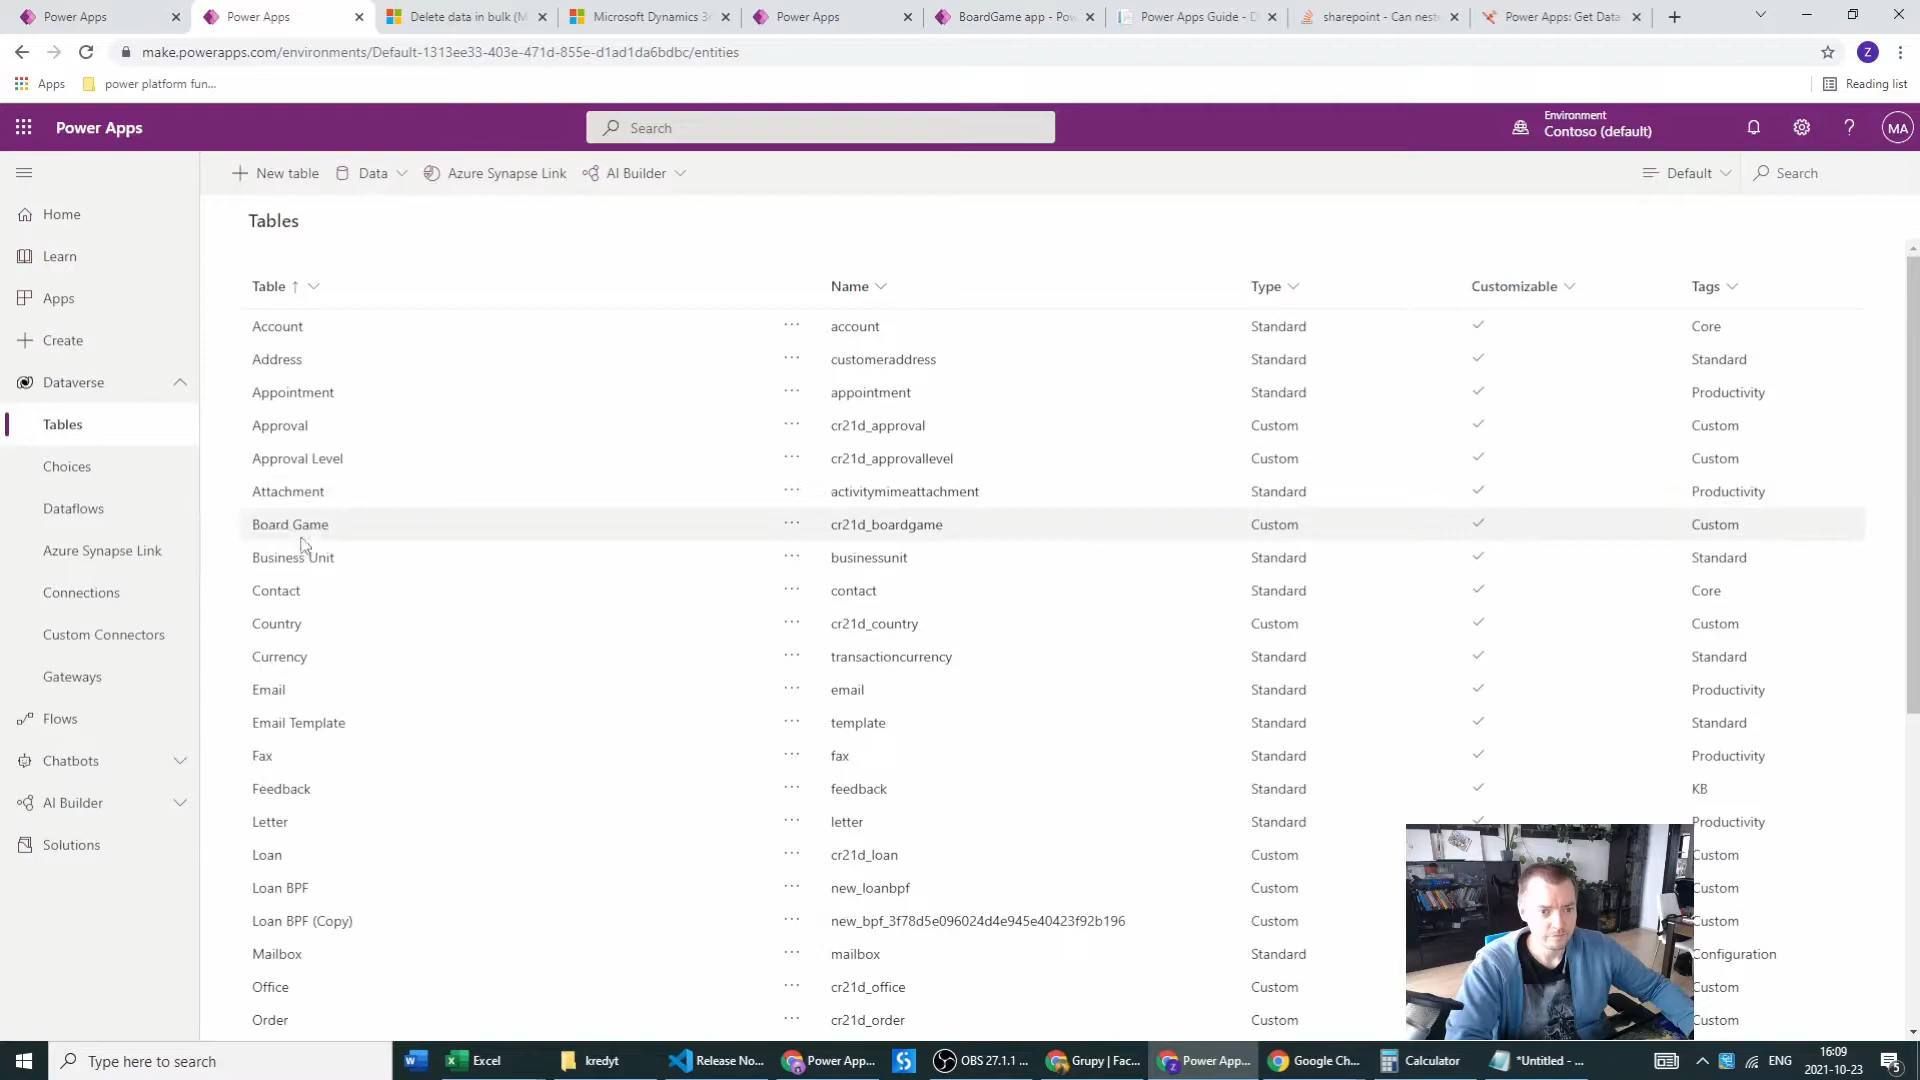 Power Apps
Power Apps
Delete data in bulk (M
Microsoft Dynamics 3
Power Apps
BoardGame app - Pow
Power Apps Guide - D
sharepoint - Can nest
Power Apps: Get Data
make.powerapps.com/environments/Default-1313ee33-403e-471d-855e-d1ad1da6bdbc/entities
Z
Apps
power platform fun...
Reading list
Power Apps
Search
Environment
Contoso (default)
?
MA
New table
Data
Azure Synapse Link
AI Builder
Default
Search
Home
Learn
Apps
Create
Dataverse
Tables
Choices
Dataflows
Azure Synapse Link
Connections
Custom Connectors
Gateways
Flows
Chatbots
AI Builder
Solutions
Tables
Table ↑ Name Type Customizable Tags
Account ... account Standard ✓ Core
Address ... customeraddress Standard ✓ Standard
Appointment ... appointment Standard ✓ Productivity
Approval ... cr21d_approval Custom ✓ Custom
Approval Level ... cr21d_approvallevel Custom ✓ Custom
Attachment ... activitymimeattachment Standard ✓ Productivity
Board Game ... cr21d_boardgame Custom ✓ Custom
Business Unit ... businessunit Standard ✓ Standard
Contact ... contact Standard ✓ Core
Country ... cr21d_country Custom ✓ Custom
Currency ... transactioncurrency Standard ✓ Standard
Email ... email Standard ✓ Productivity
Email Template ... template Standard ✓ Standard
Fax ... fax Standard ✓ Productivity
Feedback ... feedback Standard ✓ KB
Letter ... letter Standard ✓ Productivity
Loan ... cr21d_loan Custom Custom
Loan BPF ... new_loanbpf Custom Custom
Loan BPF (Copy) ... new_bpf_3f78d5e096024d4e945e40423f92b196 Custom Custom
Mailbox ... mailbox Standard Configuration
Office ... cr21d_office Custom Custom
Order ... cr21d_order Custom Custom
Type here to search
Excel
kredyt
Release No...
Power App...
OBS 27.1.1 ...
Grupy | Fac...
Power App...
Google Ch...
Calculator
*Untitled - ...
ENG
16:09
2021-10-23
5